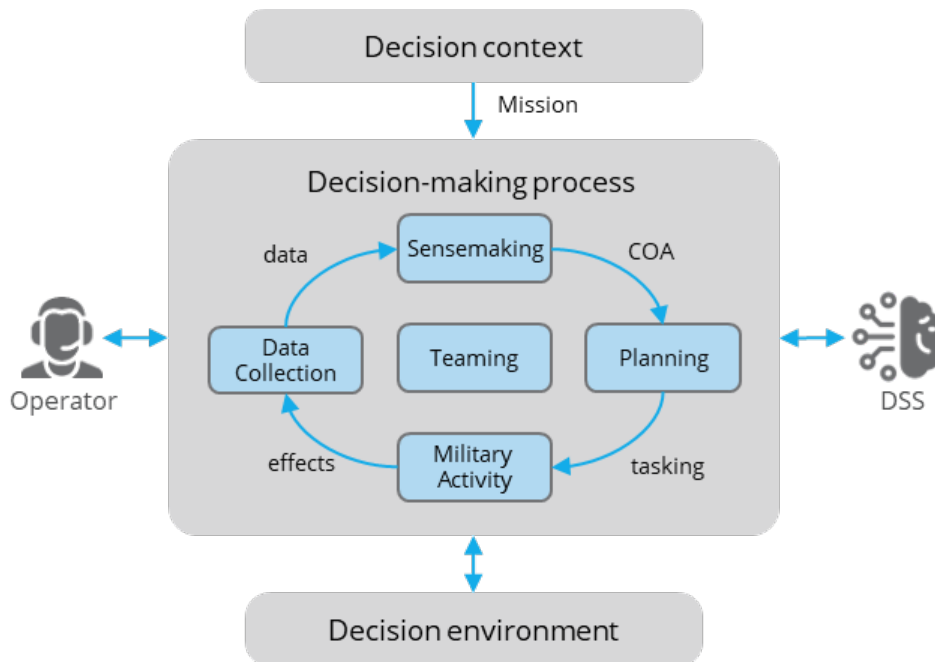 Decision context
Mission
Decision-making process
data
Sensemaking
COA
Operator
Data
Collection
Teaming
Planning
DSS
effects
Military
Activity
tasking
Decision environment